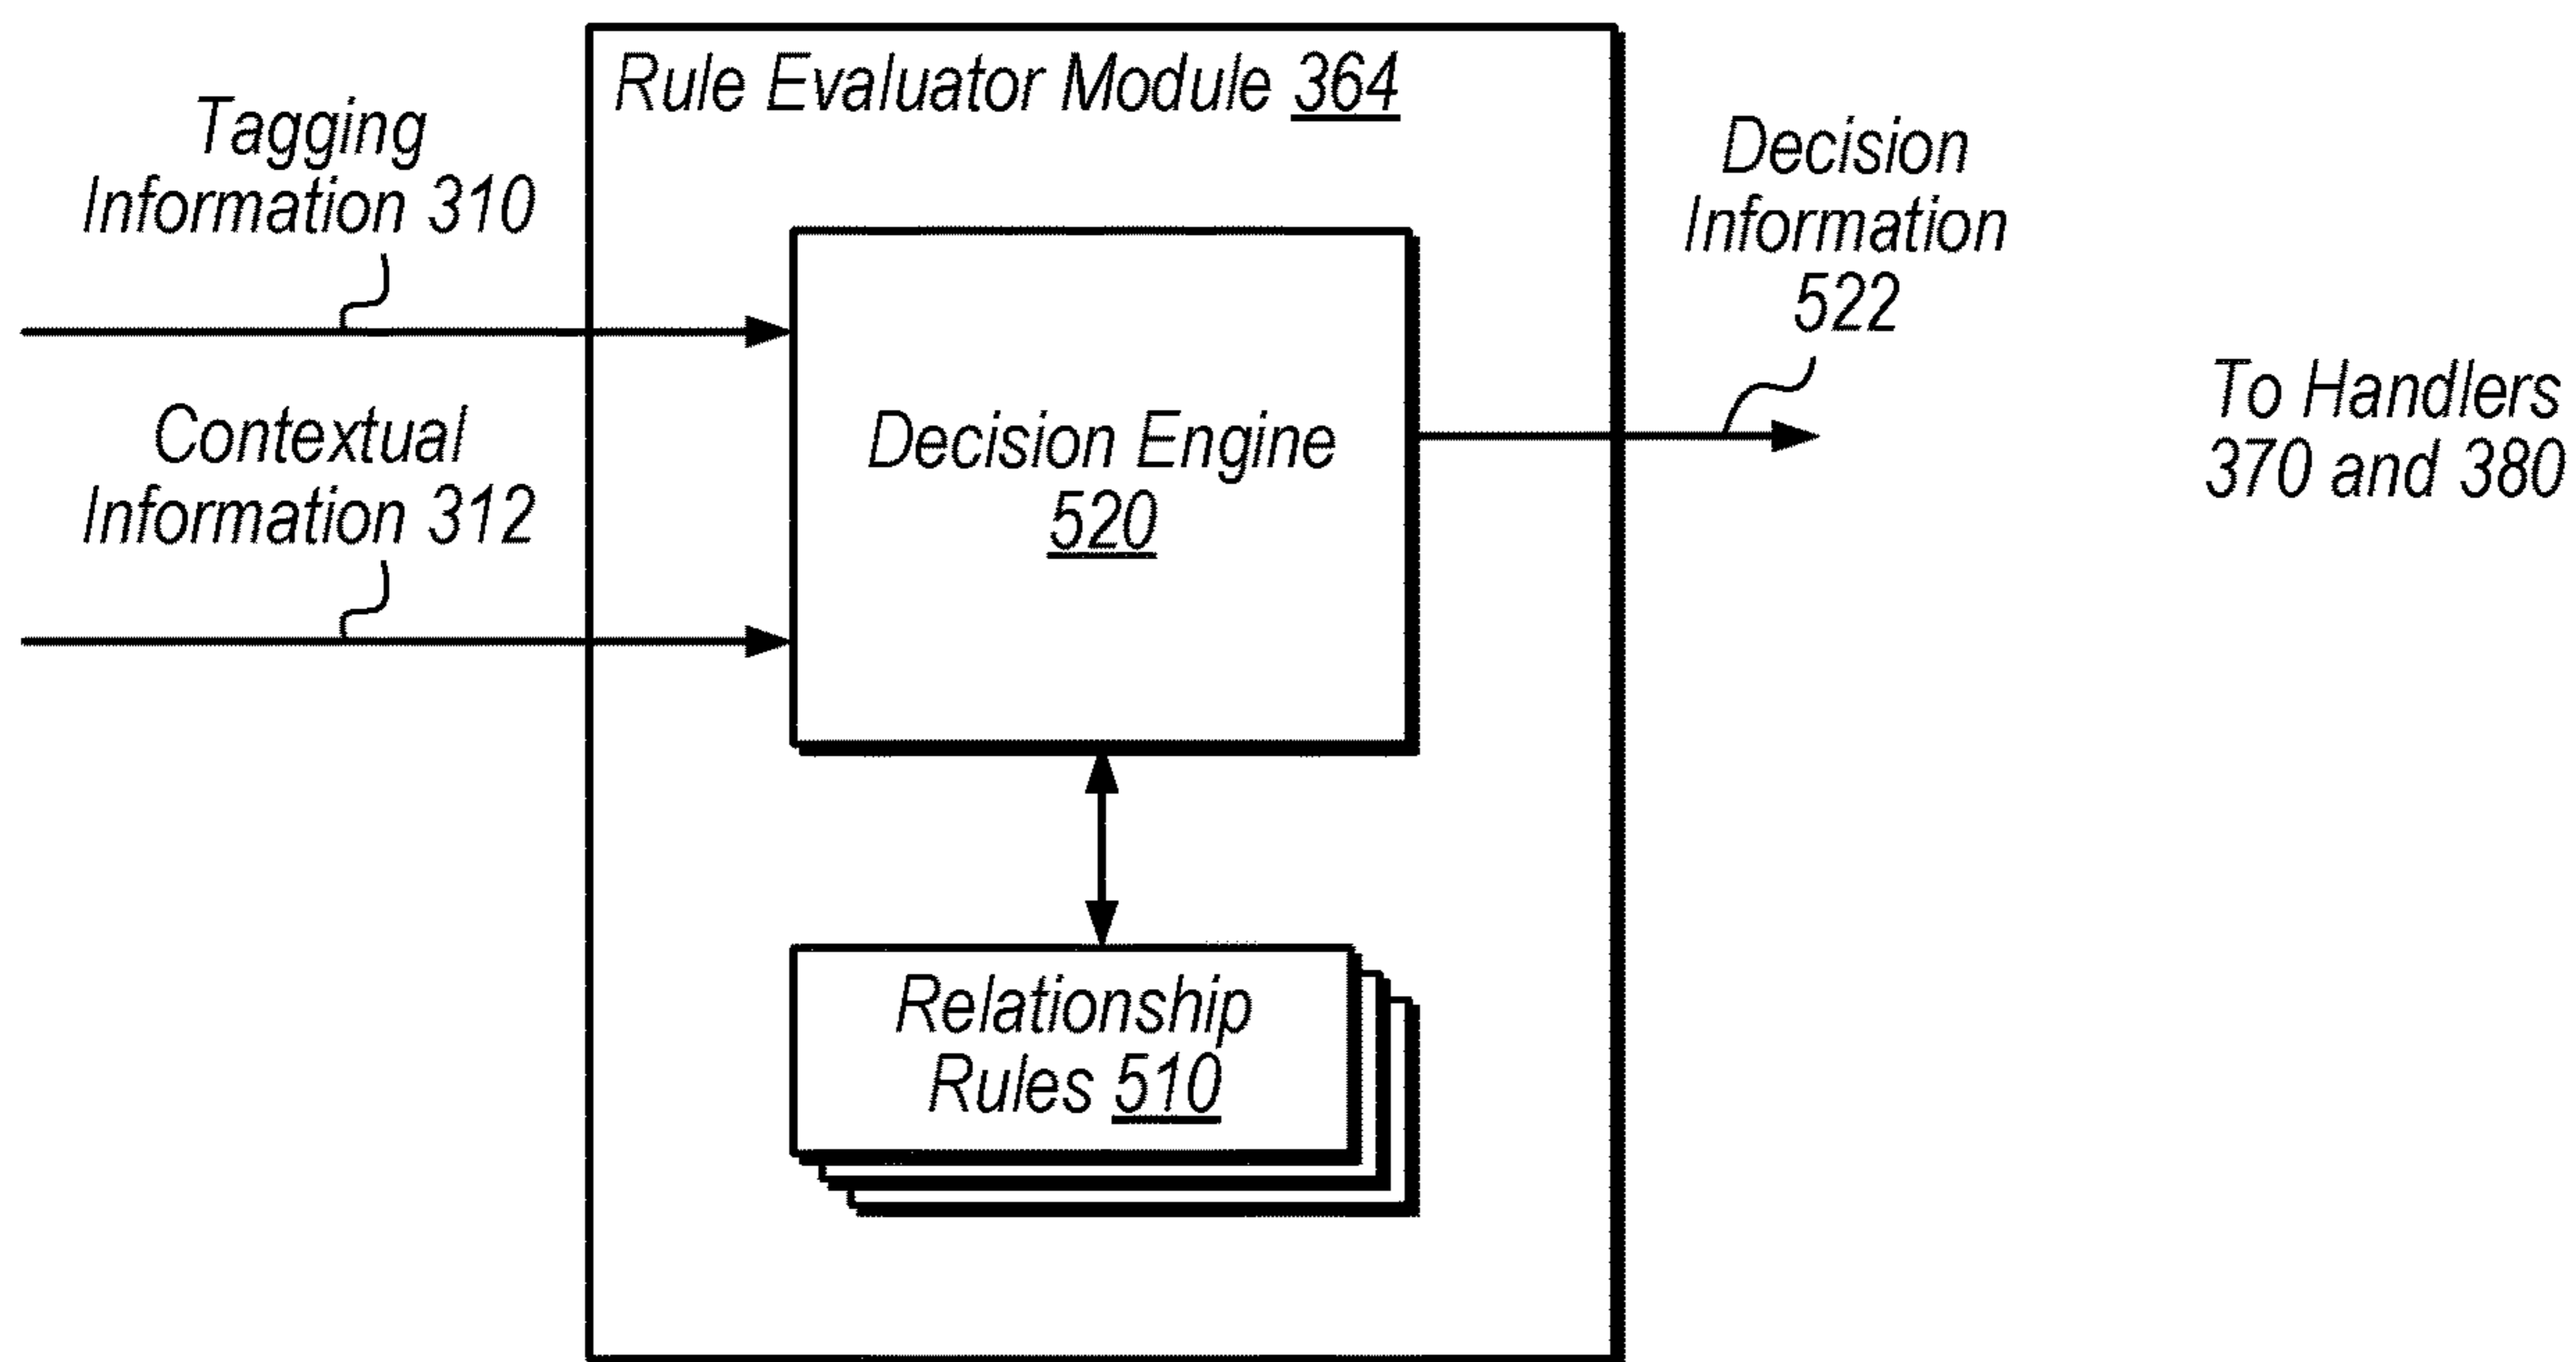 Rule Evaluator Module 364
Tagging
Information 310
Contextual
Information 312
Decision Engine
520
Relationship
Rules 510
Decision
Information
522
To Handlers
370 and 380